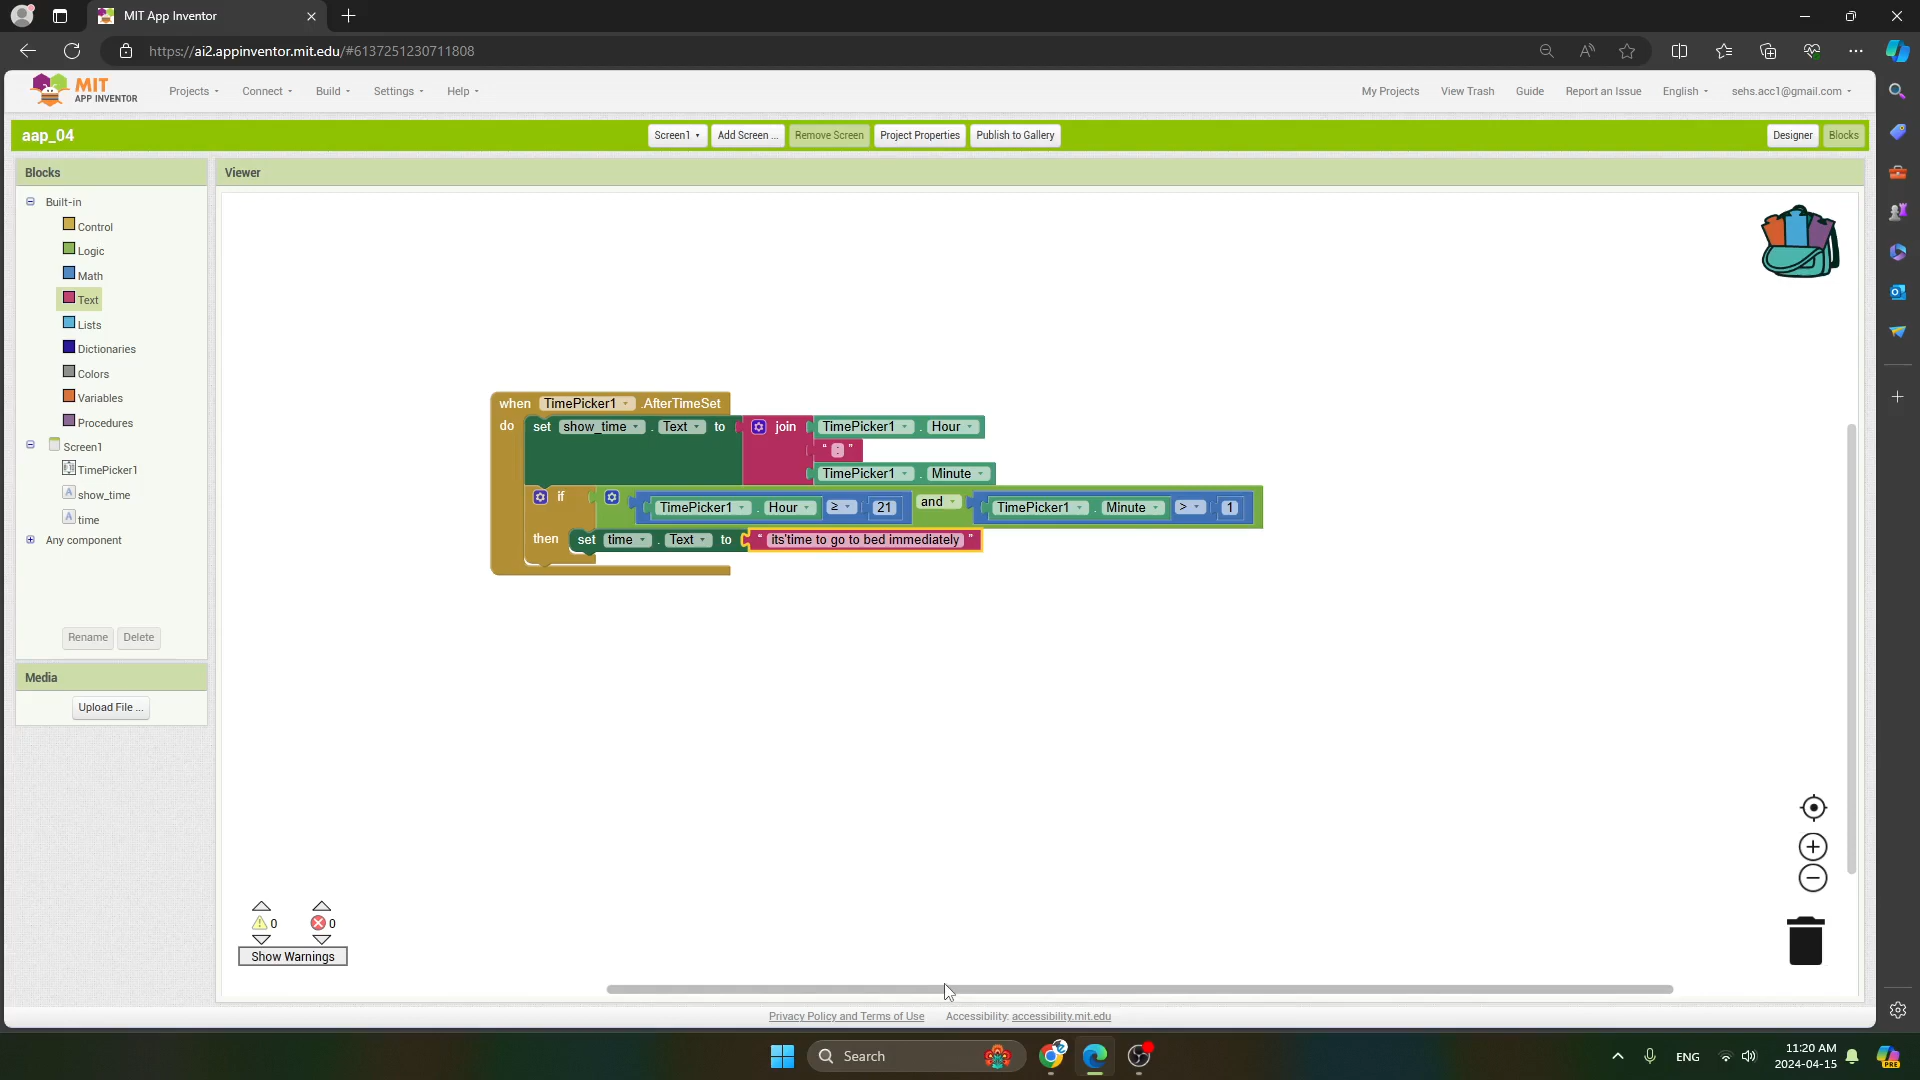 MIT App Inventor
https://ai2.appinventor.mit.edu/#6137251230711808
MIT
APP INVENTOR
Projects
Connect
Build
Settings
Help
My Projects
View Trash
Guide
Report an Issue
English
sehs.acc1@gmail.com
aap_04
Screen1
Add Screen ...
Remove Screen
Project Properties
Publish to Gallery
Designer
Blocks
Blocks
Viewer
Built-in
Control
Logic
Math
Text
Lists
Dictionaries
Colors
Variables
Procedures
Screen1
TimePicker1
show_time
time
Any component
Rename
Delete
Media
Upload File ...
when TimePicker1 .AfterTimeSet
do set show_time . Text to join TimePicker1 . Hour
“ : ”
TimePicker1 . Minute
if TimePicker1 . Hour ≥ 21 and TimePicker1 . Minute > 1
then set time . Text to “ its'time to go to bed immediately ”
0
0
Show Warnings
Privacy Policy and Terms of Use
Accessibility: accessibility.mit.edu
Search
ENG
11:20 AM
2024-04-15
PRE